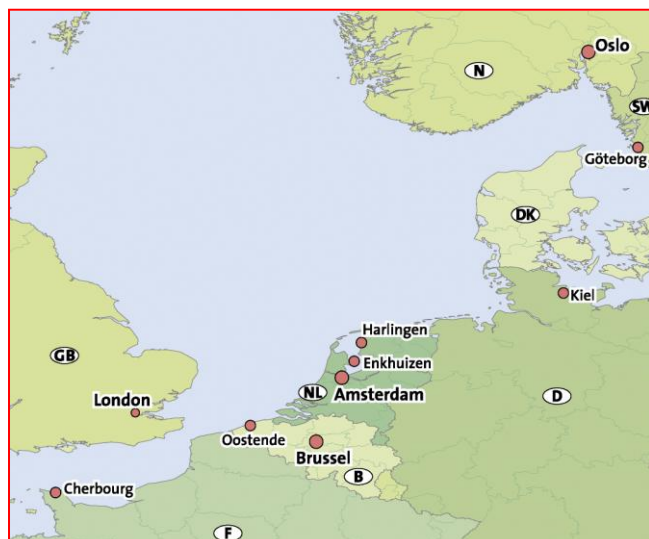 Oslo
N
SW
Göteborg
DK
Kiel
Harlingen
GB
Enkhuizen
NL
Amsterdam
D
London
Oostende
Brussel
B
Cherbourg
F